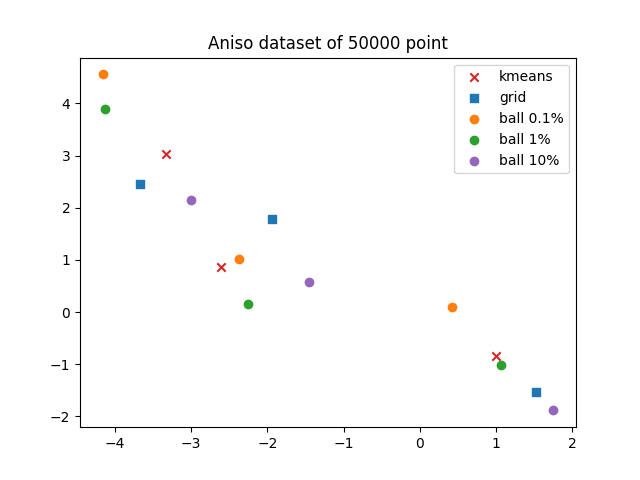 Aniso dataset of 50000 point
kmeans
grid
ball 0.1%
ball 1%
ball 10%
4
3
2
1
0
−1
−2
−4 −3 −2 −1 0 1 2